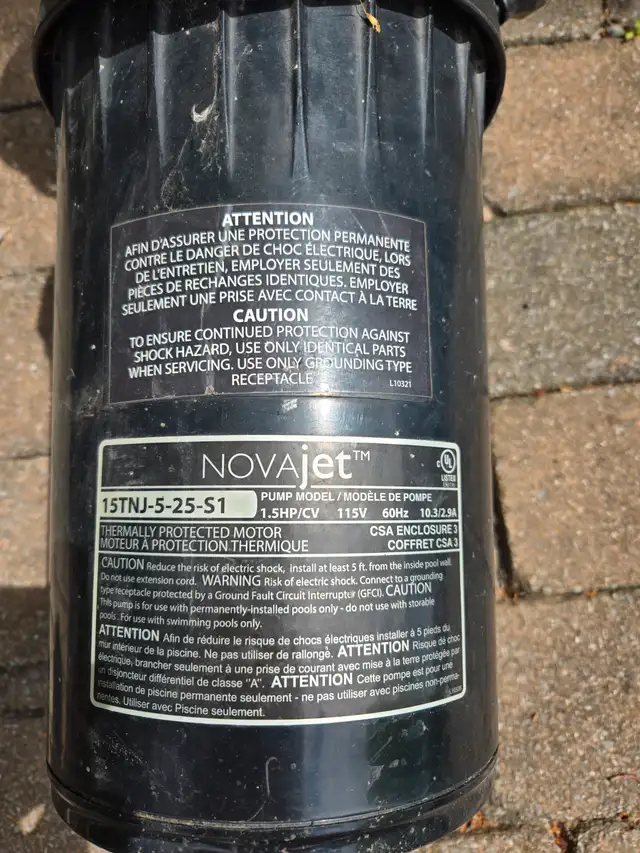 ATTENTION
AFIN D'ASSURER UNE PROTECTION PERMANENTE
CONTRE LE DANGER DE CHOC ÉLECTRIQUE, LORS
DE L'ENTRETIEN, EMPLOYER SEULEMENT DES
PIÈCES DE RECHANGES IDENTIQUES. EMPLOYER
SEULEMENT UNE PRISE AVEC CONTACT À LA TERRE
CAUTION
TO ENSURE CONTINUED PROTECTION AGAINST
SHOCK HAZARD, USE ONLY IDENTICAL PARTS
WHEN SERVICING. USE ONLY GROUNDING TYPE
RECEPTACLE
L10321
NOVAjet™
c UL
LISTED
15TNJ-5-25-S1
PUMP MODEL / MODÈLE DE POMPE
1.5HP/CV 115V 60Hz 10.3/2.9A
THERMALLY PROTECTED MOTOR CSA ENCLOSURE 3
MOTEUR À PROTECTION THERMIQUE COFFRET CSA 3
CAUTION Reduce the risk of electric shock, install at least 5 ft. from the inside pool wall.
Do not use extension cord. WARNING Risk of electric shock. Connect to a grounding
type receptacle protected by a Ground Fault Circuit Interrupter (GFCI). CAUTION
This pump is for use with permanently-installed pools only - do not use with storable
pools. For use with swimming pools only.
ATTENTION Afin de réduire le risque de chocs électriques installer à 5 pieds du
mur intérieur de la piscine. Ne pas utiliser de rallonge. ATTENTION Risque de choc
électrique, brancher seulement à une prise de courant avec mise à la terre protégée par
un disjoncteur différentiel de classe "A". ATTENTION Cette pompe est pour une
installation de piscine permanente seulement - ne pas utiliser avec piscines non-perma-
nentes. Utiliser avec Piscine seulement.